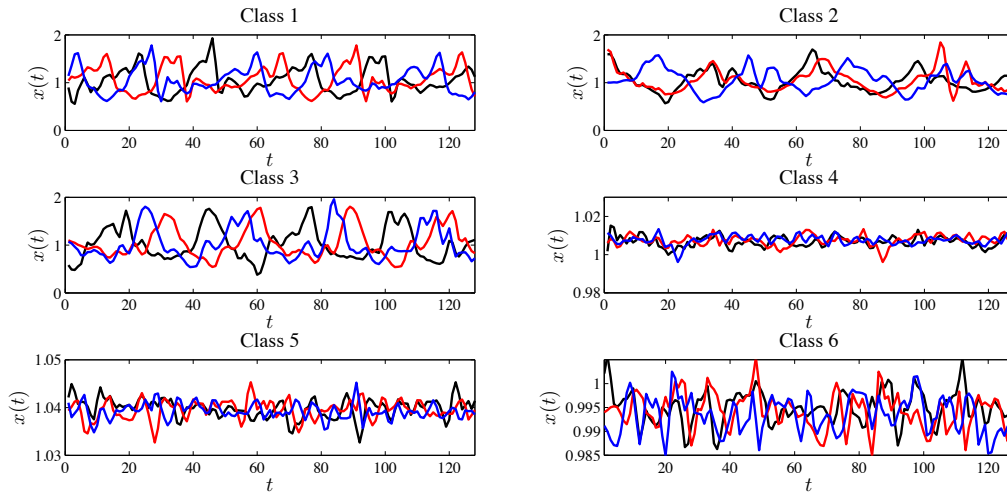 Class 1
Class 2
x(t)
2
1
0
0 20 40 60 80 100 120
t
x(t)
2
1
0
0 20 40 60 80 100 120
t
Class 3
Class 4
x(t)
2
1
0
0 20 40 60 80 100 120
t
x(t)
1.02
1
0.98
0 20 40 60 80 100 120
t
Class 5
Class 6
x(t)
1.05
1.04
1.03
0 20 40 60 80 100 120
t
x(t)
1
0.995
0.99
0.985
20 40 60 80 100 120
t